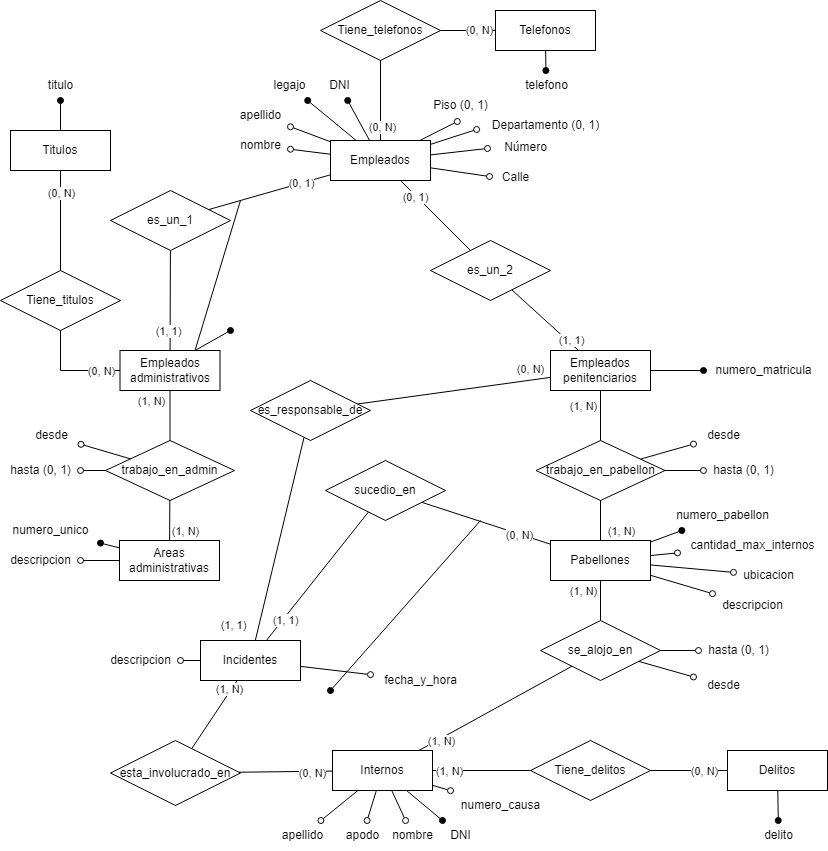 Tiene_telefonos
(0, N)
Telefonos
telefono
titulo
legajo
DNI
apellido
nombre
(0, N)
Piso (0, 1)
Departamento (0, 1)
Número
Calle
Titulos
Empleados
(0, N)
(0, 1)
(0, 1)
es_un_1
es_un_2
Tiene_titulos
(1, 1)
(1, 1)
(0, N)
Empleados
administrativos
(0, N)
Empleados
penitenciarios
numero_matricula
(1, N)
es_responsable_de
(1, N)
desde
hasta (0, 1)
trabajo_en_admin
sucedio_en
trabajo_en_pabellon
desde
hasta (0, 1)
numero_unico
(1, N)
descripcion
Areas
administrativas
(0, N)
(1, N)
numero_pabellon
Pabellones
cantidad_max_internos
ubicacion
descripcion
(1, N)
(1, 1)
(1, 1)
descripcion
Incidentes
fecha_y_hora
se_alojo_en
hasta (0, 1)
desde
(1, N)
(1, N)
esta_involucrado_en
(0, N)
Internos
(1, N)
Tiene_delitos
(0, N)
Delitos
numero_causa
apellido
apodo
nombre
DNI
delito